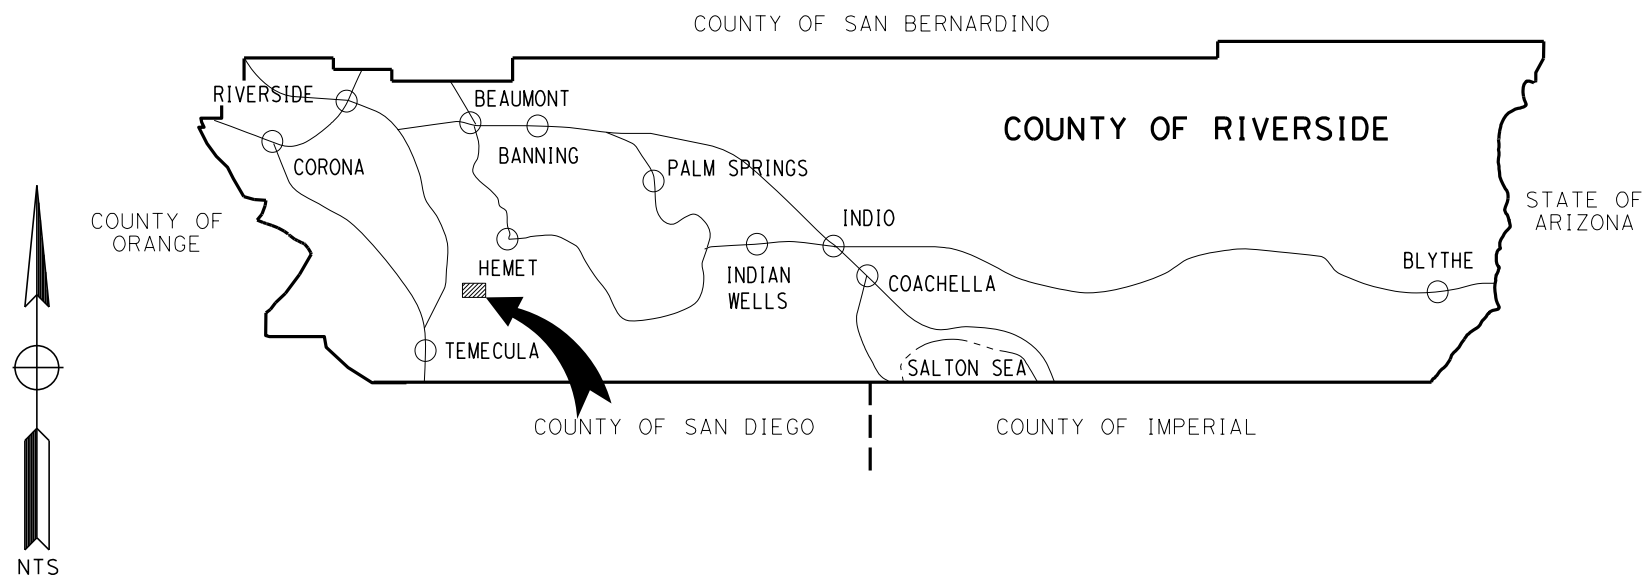 COUNTY OF SAN BERNARDINO
RIVERSIDE
BEAUMONT
COUNTY OF RIVERSIDE
BANNING
CORONA
PALM SPRINGS
COUNTY OF
ORANGE
STATE OF
ARIZONA
INDIO
HEMET
INDIAN
WELLS
COACHELLA
BLYTHE
TEMECULA
SALTON SEA
COUNTY OF SAN DIEGO
COUNTY OF IMPERIAL
NTS